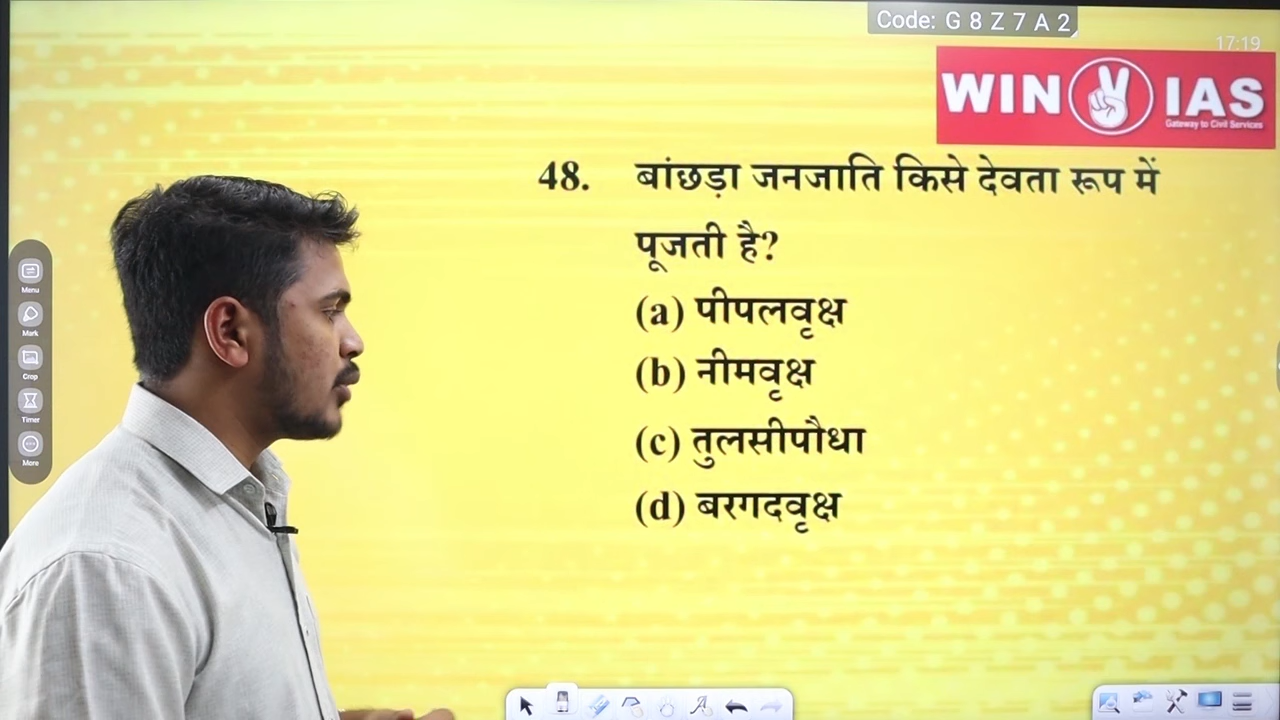 Code: G 8 Z 7 A 2
17:19
WIN IAS
Gateway to Civil Services
48. बांछड़ा जनजाति किसे देवता रूप में
पूजती है?
(a) पीपलवृक्ष
(b) नीमवृक्ष
(c) तुलसीपौधा
(d) बरगदवृक्ष
Menu
Mark
Crop
Timer
More